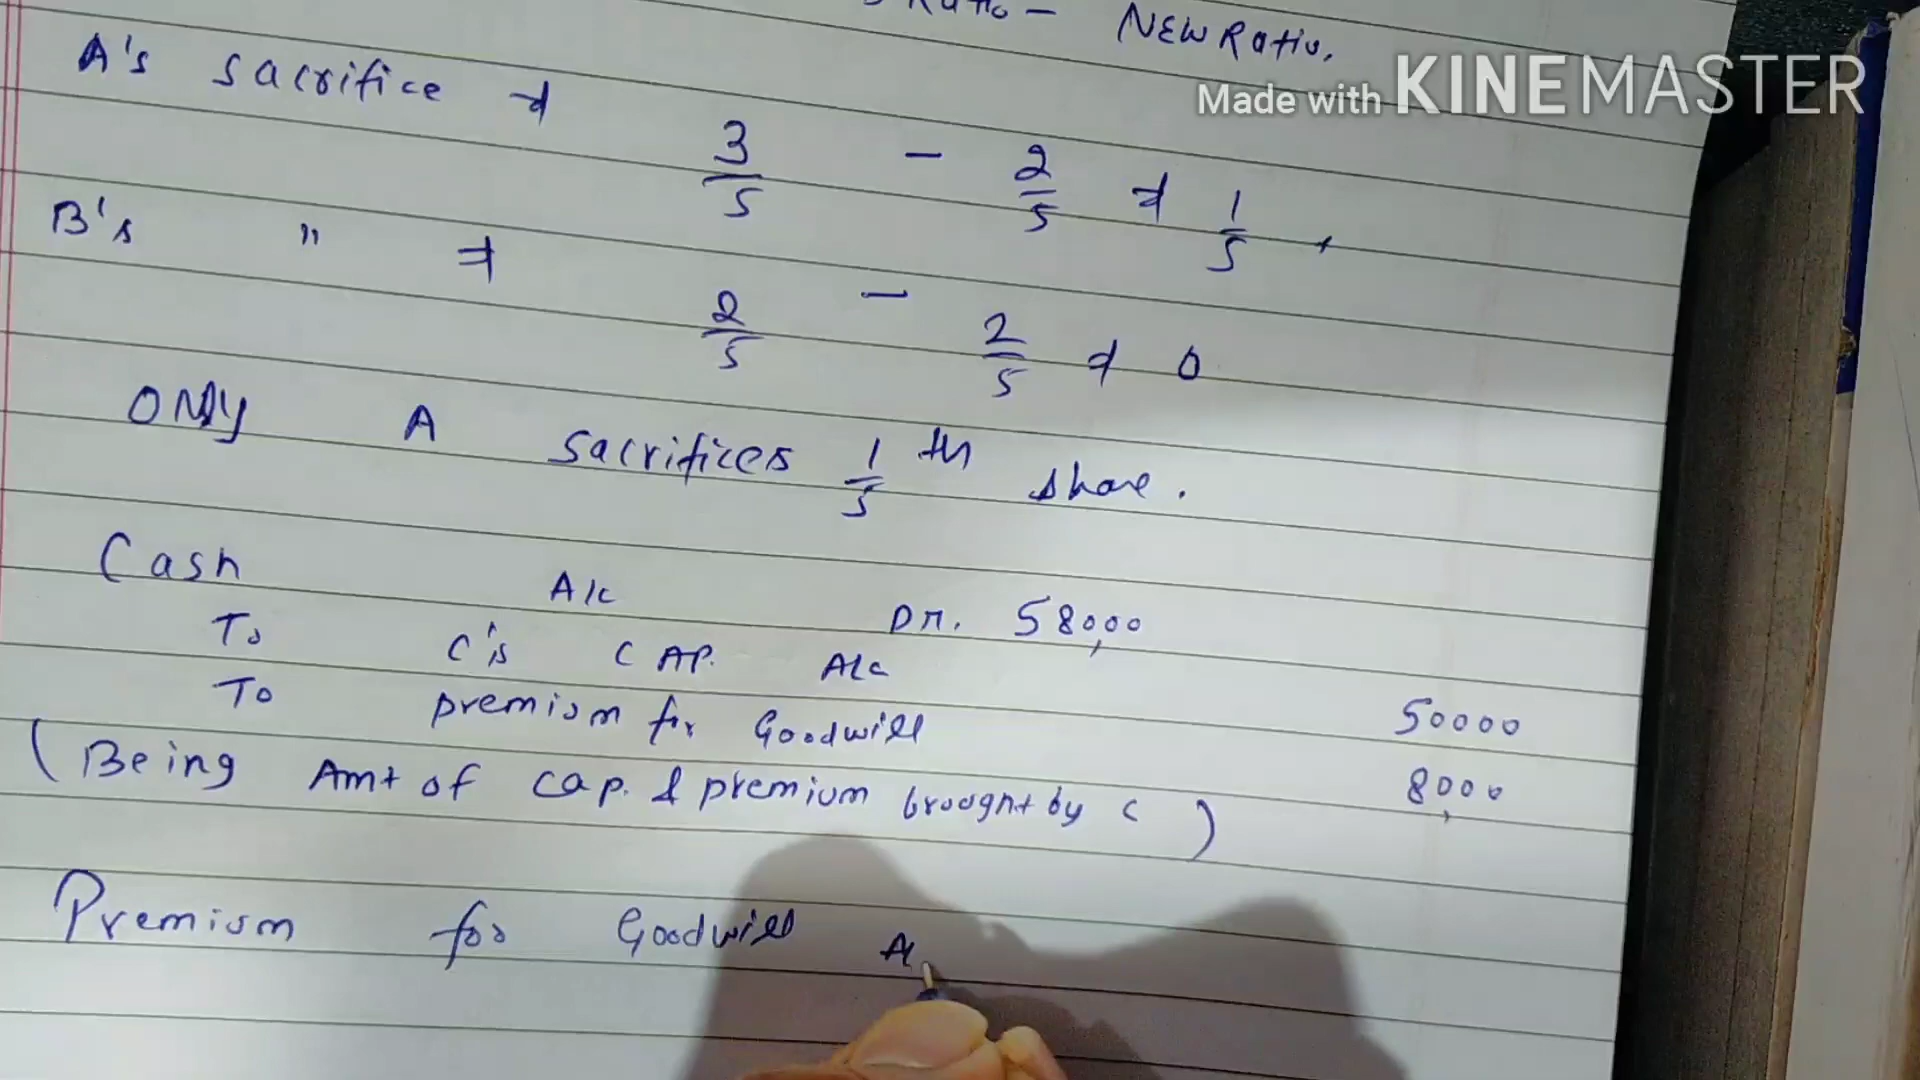 Ratio - NEW Ratio.
Made with KINEMASTER
A's sacrifice ⇒ 3/5 - 2/5 ⇒ 1/5
B's " ⇒ 2/5 - 2/5 ⇒ 0
ONLY A sacrifices 1/5 th share.
Cash A/c Dr. 58,000
To C's CAP. A/c 50000
To premium for Goodwill 8,000
(Being Amt of cap. & premium brought by C)
Premium for Goodwill A